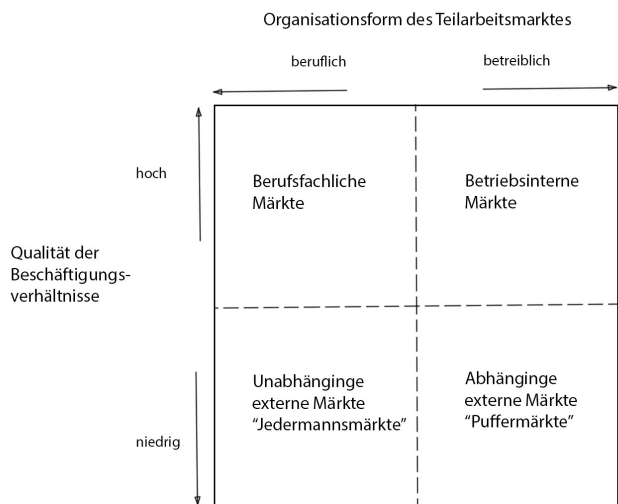 Organisationsform des Teilarbeitsmarktes
beruflich
betreiblich
hoch
Berufsfachliche
Märkte
Betriebsinterne
Märkte
Qualität der
Beschäftigungs-
verhältnisse
Unabhänginge
externe Märkte
“Jedermannsmärkte”
Abhänginge
externe Märkte
“Puffermärkte”
niedrig